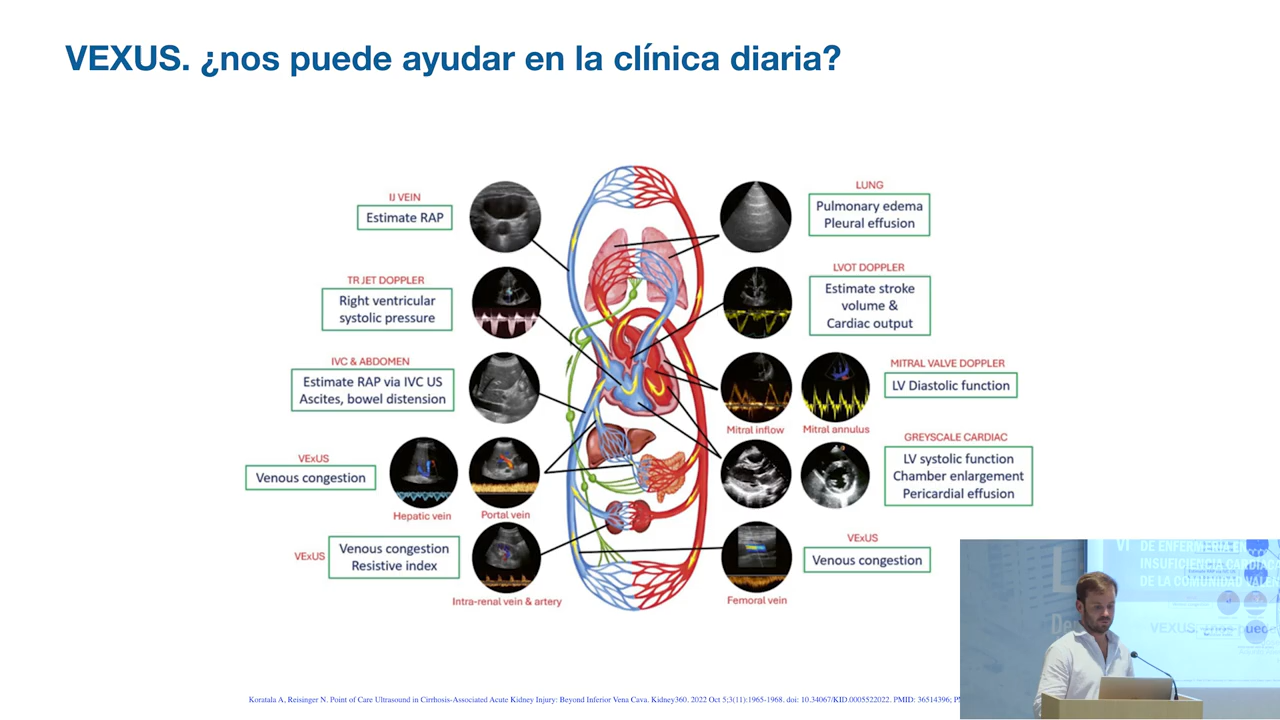 VEXUS. ¿nos puede ayudar en la clínica diaria?
IJ VEIN
Estimate RAP
TR JET DOPPLER
Right ventricular
systolic pressure
IVC & ABDOMEN
Estimate RAP via IVC US
Ascites, bowel distension
VExUS
Venous congestion
Hepatic vein
Portal vein
VExUS
Venous congestion
Resistive index
Intra-renal vein & artery
LUNG
Pulmonary edema
Pleural effusion
LVOT DOPPLER
Estimate stroke
volume &
Cardiac output
MITRAL VALVE DOPPLER
LV Diastolic function
Mitral inflow
Mitral annulus
GREYSCALE CARDIAC
LV systolic function
Chamber enlargement
Pericardial effusion
VExUS
Venous congestion
Femoral vein
VI DE ENFERMERÍA EN
INSUFICIENCIA CARDIACA
DE LA COMUNIDAD VALEN
VEXUS. ¿nos puede
Koratala A, Reisinger N. Point of Care Ultrasound in Cirrhosis-Associated Acute Kidney Injury: Beyond Inferior Vena Cava. Kidney360. 2022 Oct 5;3(11):1965-1968. doi: 10.34067/KID.0005522022. PMID: 36514396;